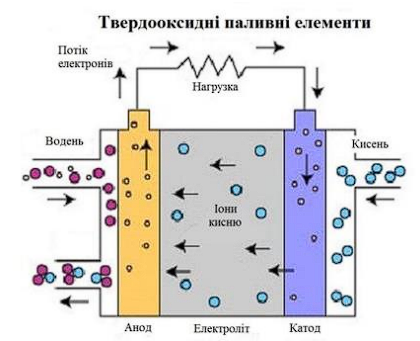 Твердооксидні паливні елементи
Потік
електронів
Нагрузка
Водень
Кисень
Іони
кисню
Анод
Електроліт
Катод